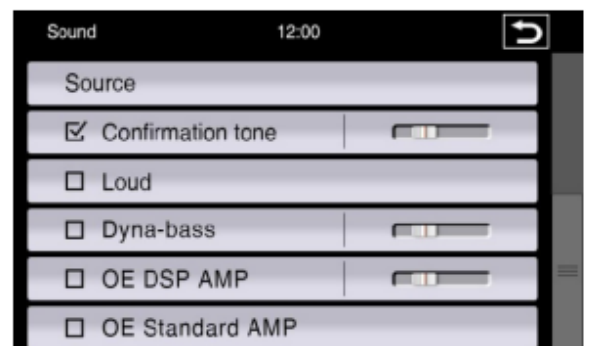 Sound 12:00
Source
Confirmation tone
Loud
Dyna-bass
OE DSP AMP
OE Standard AMP